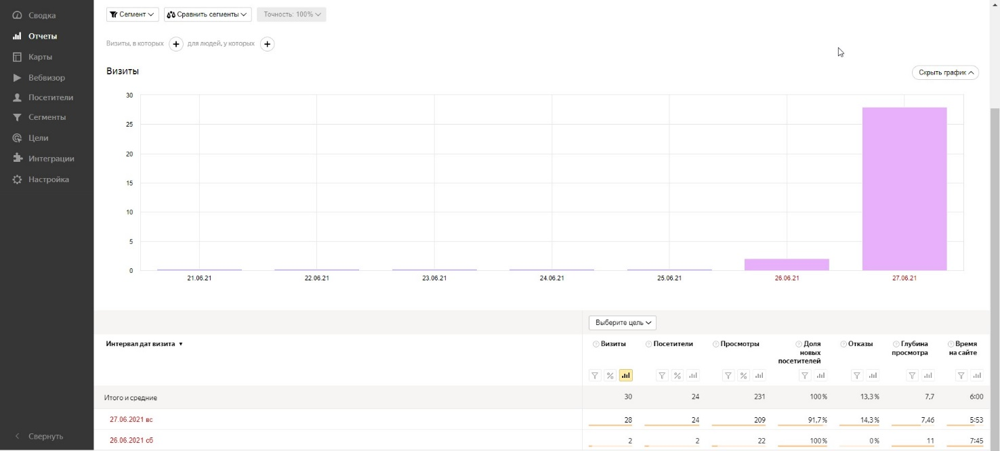 Сводка
Отчеты
Карты
Вебвизор
Посетители
Сегменты
Цели
Интеграции
Настройка
Свернуть
Сегмент
Сравнить сегменты
Точность: 100%
Визиты, в которых + для людей, у которых +
Визиты
Скрыть график
30
25
20
15
10
5
0
21.06.21 22.06.21 23.06.21 24.06.21 25.06.21 26.06.21 27.06.21
Выберите цель
Интервал дат визита
Визиты
Посетители
Просмотры
Доля
новых
посетителей
Отказы
Глубина
просмотра
Время
на сайте
% % %
Итого и средние 30 24 231 100% 13,3% 7,7 6:00
27.06.2021 вс 28 24 209 91,7% 14,3% 7,46 5:53
26.06.2021 сб 2 2 22 100% 0% 11 7:45